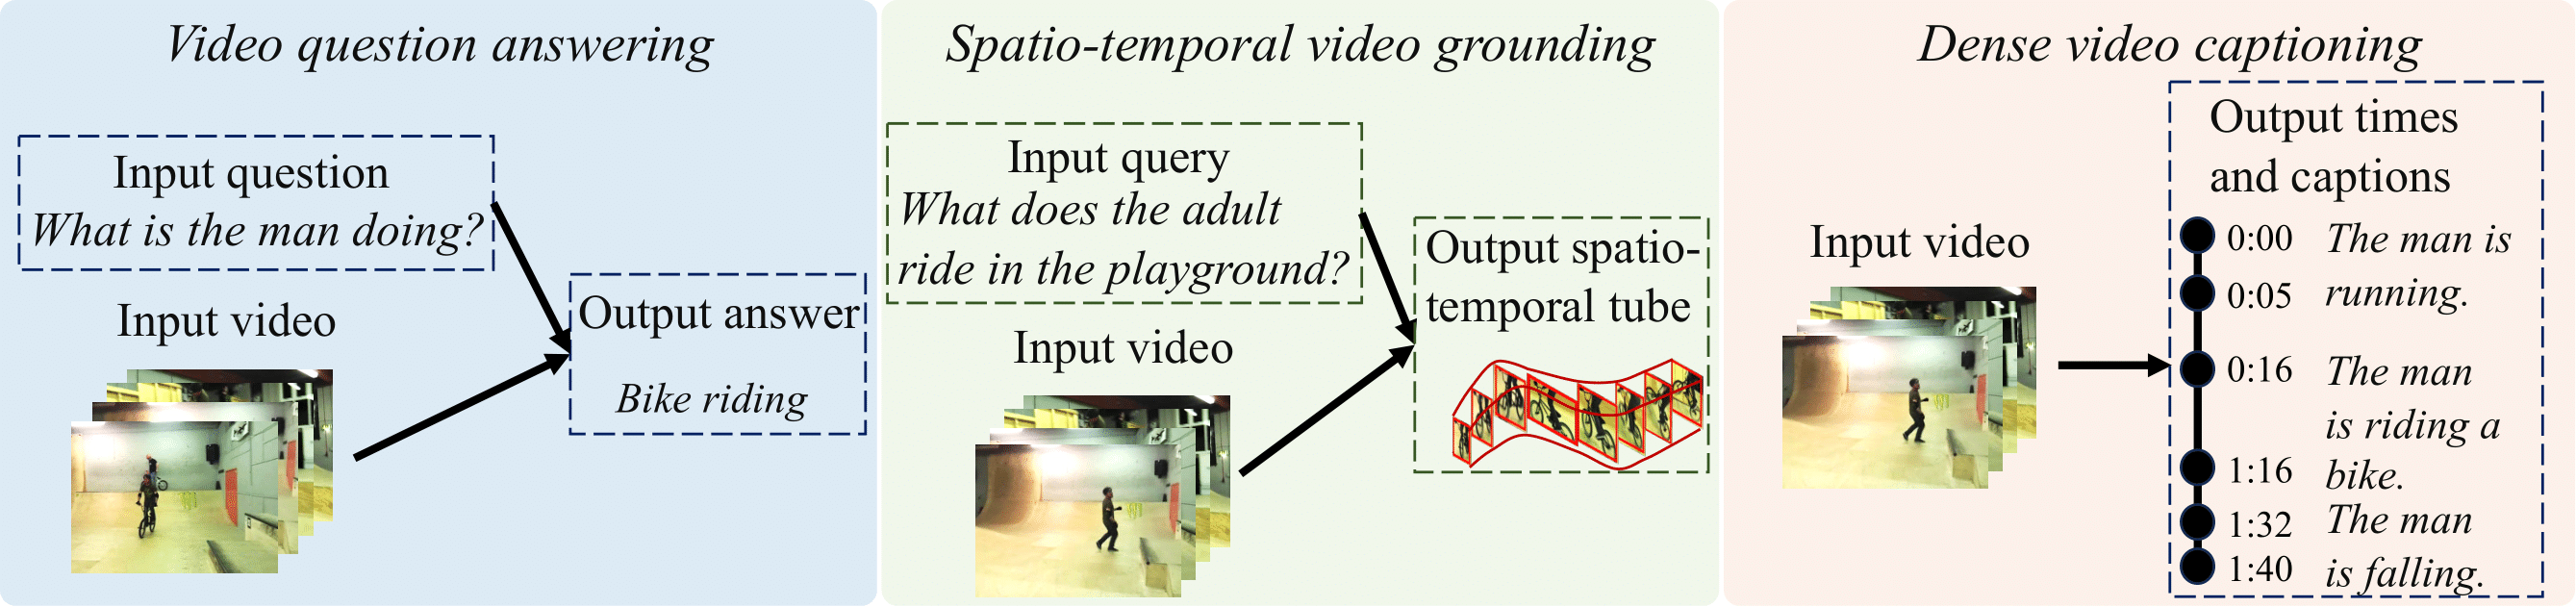 Video question answering
Input question
What is the man doing?
Input video
Output answer
Bike riding
Spatio-temporal video grounding
Input query
What does the adult
ride in the playground?
Input video
Output spatio-
temporal tube
Dense video captioning
Input video
Output times
and captions
0:00 The man is
0:05 running.
0:16 The man
is riding a
1:16 bike.
1:32 The man
1:40 is falling.